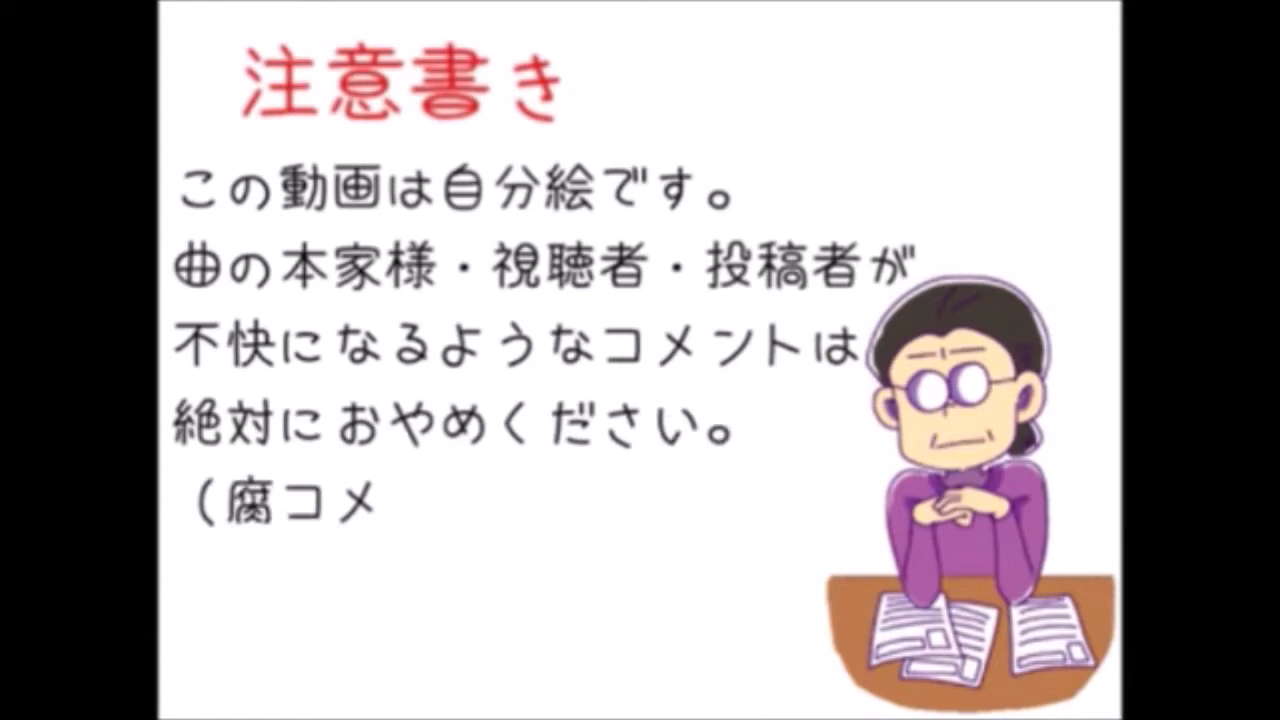 注意書き
この動画は自分絵です。
曲の本家様・視聴者・投稿者が
不快になるようなコメントは
絶対におやめください。
（腐コメ